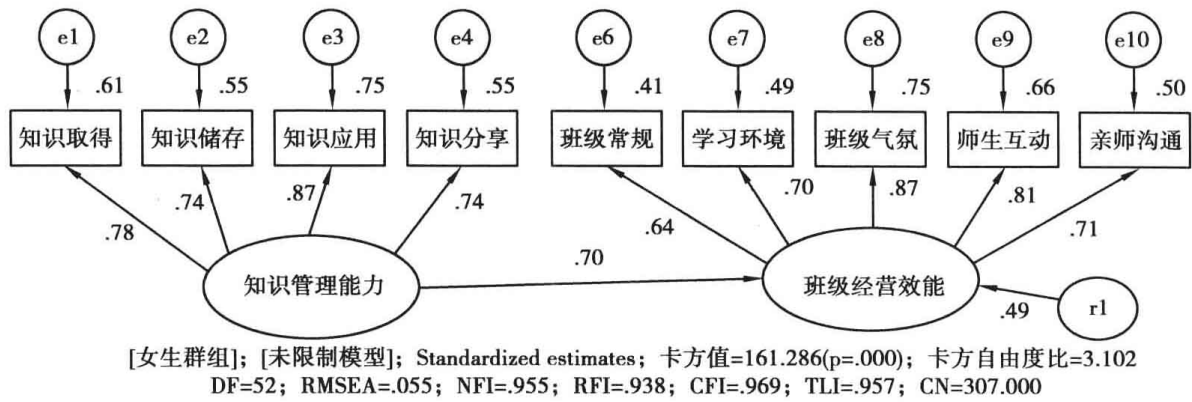 e1 e2 e3 e4 e6 e7 e8 e9 e10
.61 .55 .75 .55 .41 .49 .75 .66 .50
知识取得 知识储存 知识应用 知识分享 班级常规 学习环境 班级气氛 师生互动 亲师沟通
.78 .74 .87 .74 .64 .70 .87 .81 .71
知识管理能力 .70 班级经营效能 .49 r1
[女生群组]；[未限制模型]；Standardized estimates；卡方值=161.286(p=.000)；卡方自由度比=3.102
DF=52；RMSEA=.055；NFI=.955；RFI=.938；CFI=.969；TLI=.957；CN=307.000